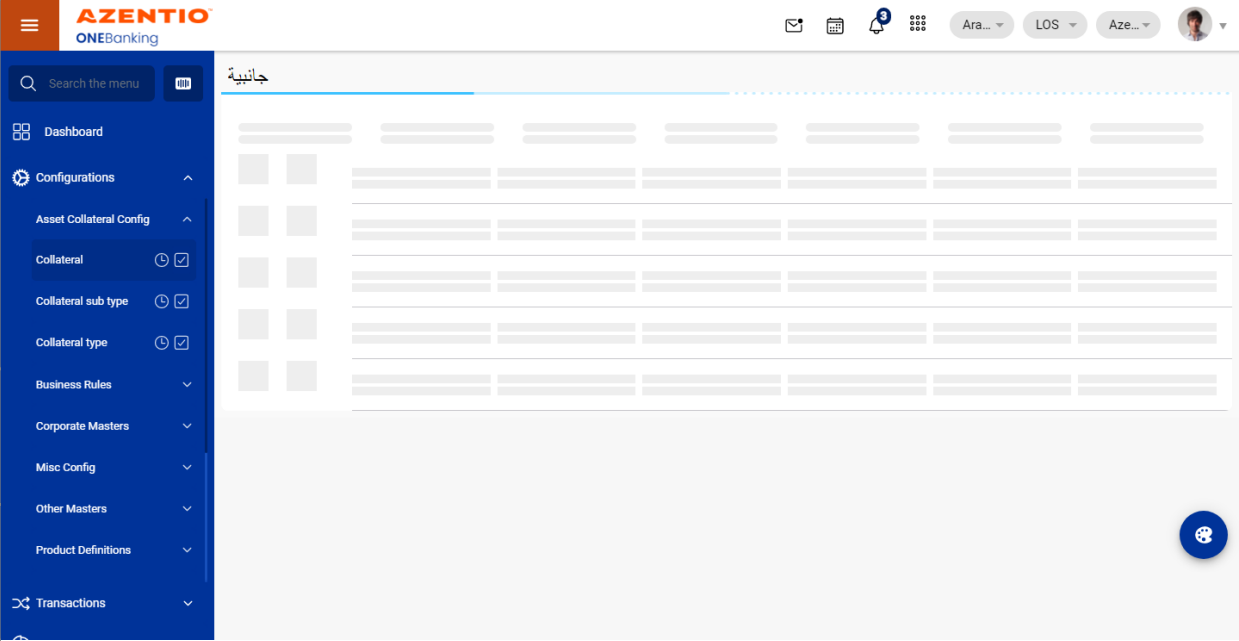 AZENTIO
ONEBanking
3
Ara...
LOS
Aze...
Search the menu
جانبية
Dashboard
Configurations
Asset Collateral Config
Collateral
Collateral sub type
Collateral type
Business Rules
Corporate Masters
Misc Config
Other Masters
Product Definitions
Transactions